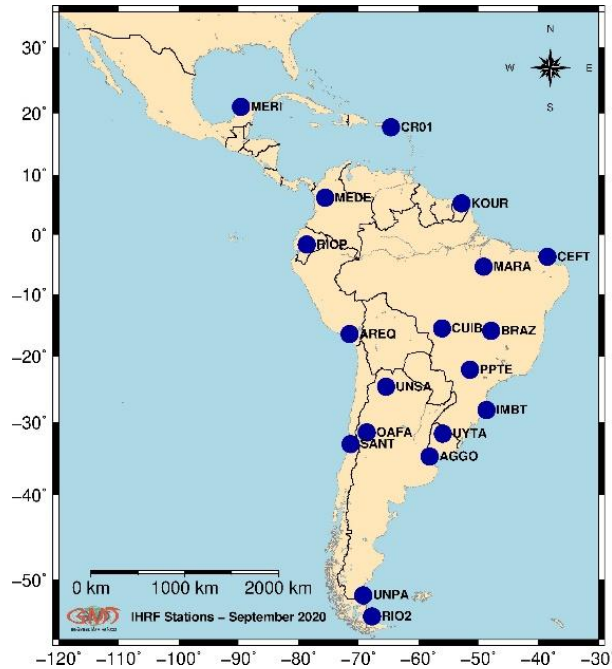 30°
N
W E
S
20°
MERI
CR01
10°
MEDE
KOUR
0°
RIOP
CEFT
MARA
−10°
AREQ
CUIB
BRAZ
−20°
PPTE
UNSA
IMBT
−30°
OAFA
UYTA
SANT
AGGO
−40°
−50°
0 km 1000 km 2000 km
UNPA
IHRF Stations − September 2020
RIO2
−120° −110° −100° −90° −80° −70° −60° −50° −40° −30